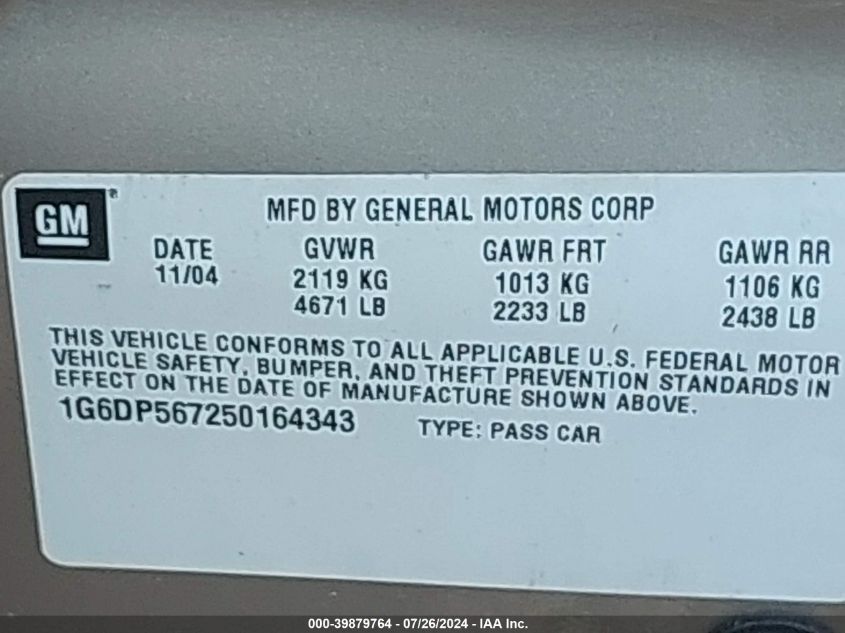 GM®
MFD BY GENERAL MOTORS CORP
DATE GVWR GAWR FRT GAWR RR
11/04 2119 KG 1013 KG 1106 KG
4671 LB 2233 LB 2438 LB
THIS VEHICLE CONFORMS TO ALL APPLICABLE U.S. FEDERAL MOTOR
VEHICLE SAFETY, BUMPER, AND THEFT PREVENTION STANDARDS IN
EFFECT ON THE DATE OF MANUFACTURE SHOWN ABOVE.
1G6DP567250164343 TYPE: PASS CAR
000-39879764 - 07/26/2024 - IAA Inc.